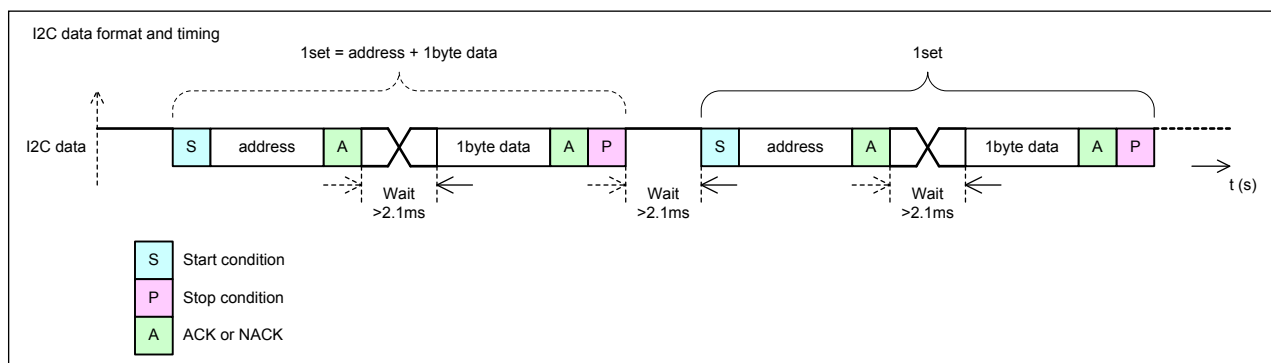 I2C data format and timing
1set = address + 1byte data
1set
I2C data
S address A 1byte data A P S address A 1byte data A P
t (s)
Wait
>2.1ms
Wait
>2.1ms
Wait
>2.1ms
S Start condition
P Stop condition
A ACK or NACK